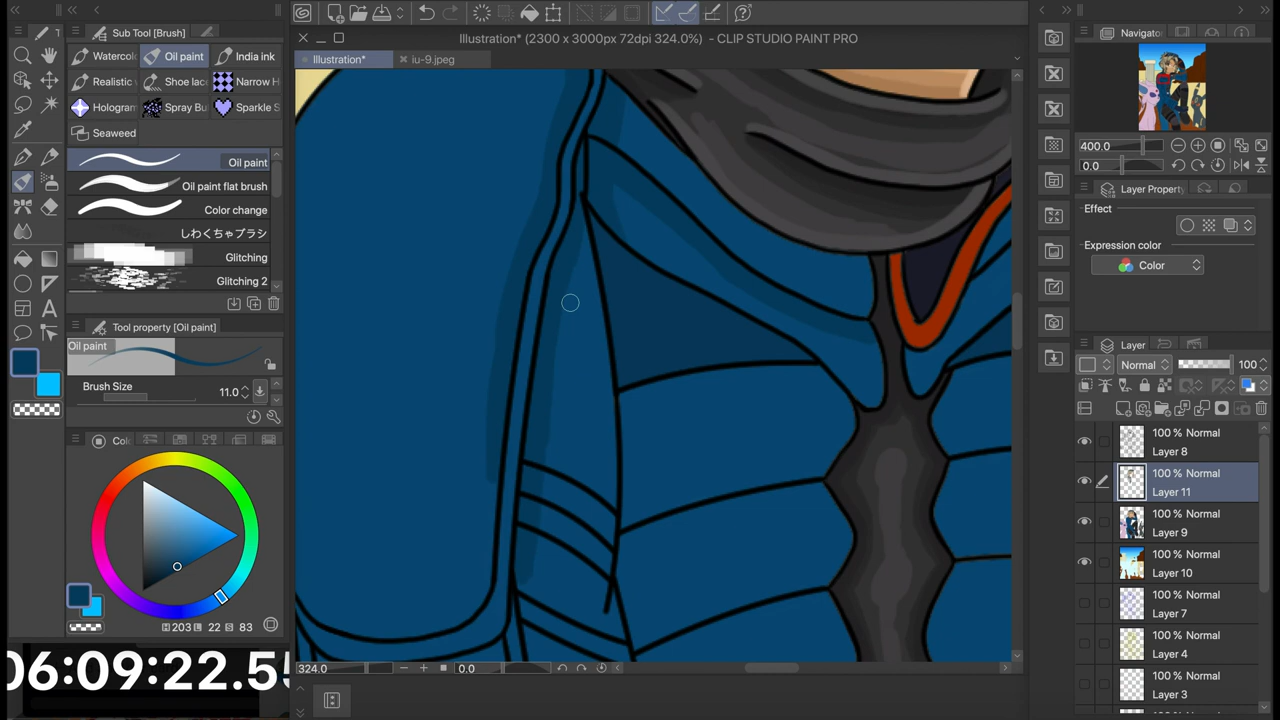 Sub Tool [Brush]
Oil paint
India ink
Realistic
Shoe lace
Narrow H
Hologram
Spray Bu
Sparkle S
Seaweed
Oil paint
Oil paint flat brush
Color change
しわくちゃブラシ
Glitching
Glitching 2
Tool property [Oil paint]
Oil paint
Brush Size
11.0
H 203 L 22 S 83
06:09:22.55
Illustration* (2300 x 3000px 72dpi 324.0%) - CLIP STUDIO PAINT PRO
Illustration*
iu-9.jpeg
324.0
0.0
Navigator
400.0
0.0
Layer Property
Effect
Expression color
Color
Layer
Normal
100
100 % Normal
Layer 8
100 % Normal
Layer 11
100 % Normal
Layer 9
100 % Normal
Layer 10
100 % Normal
Layer 7
100 % Normal
Layer 4
100 % Normal
Layer 3